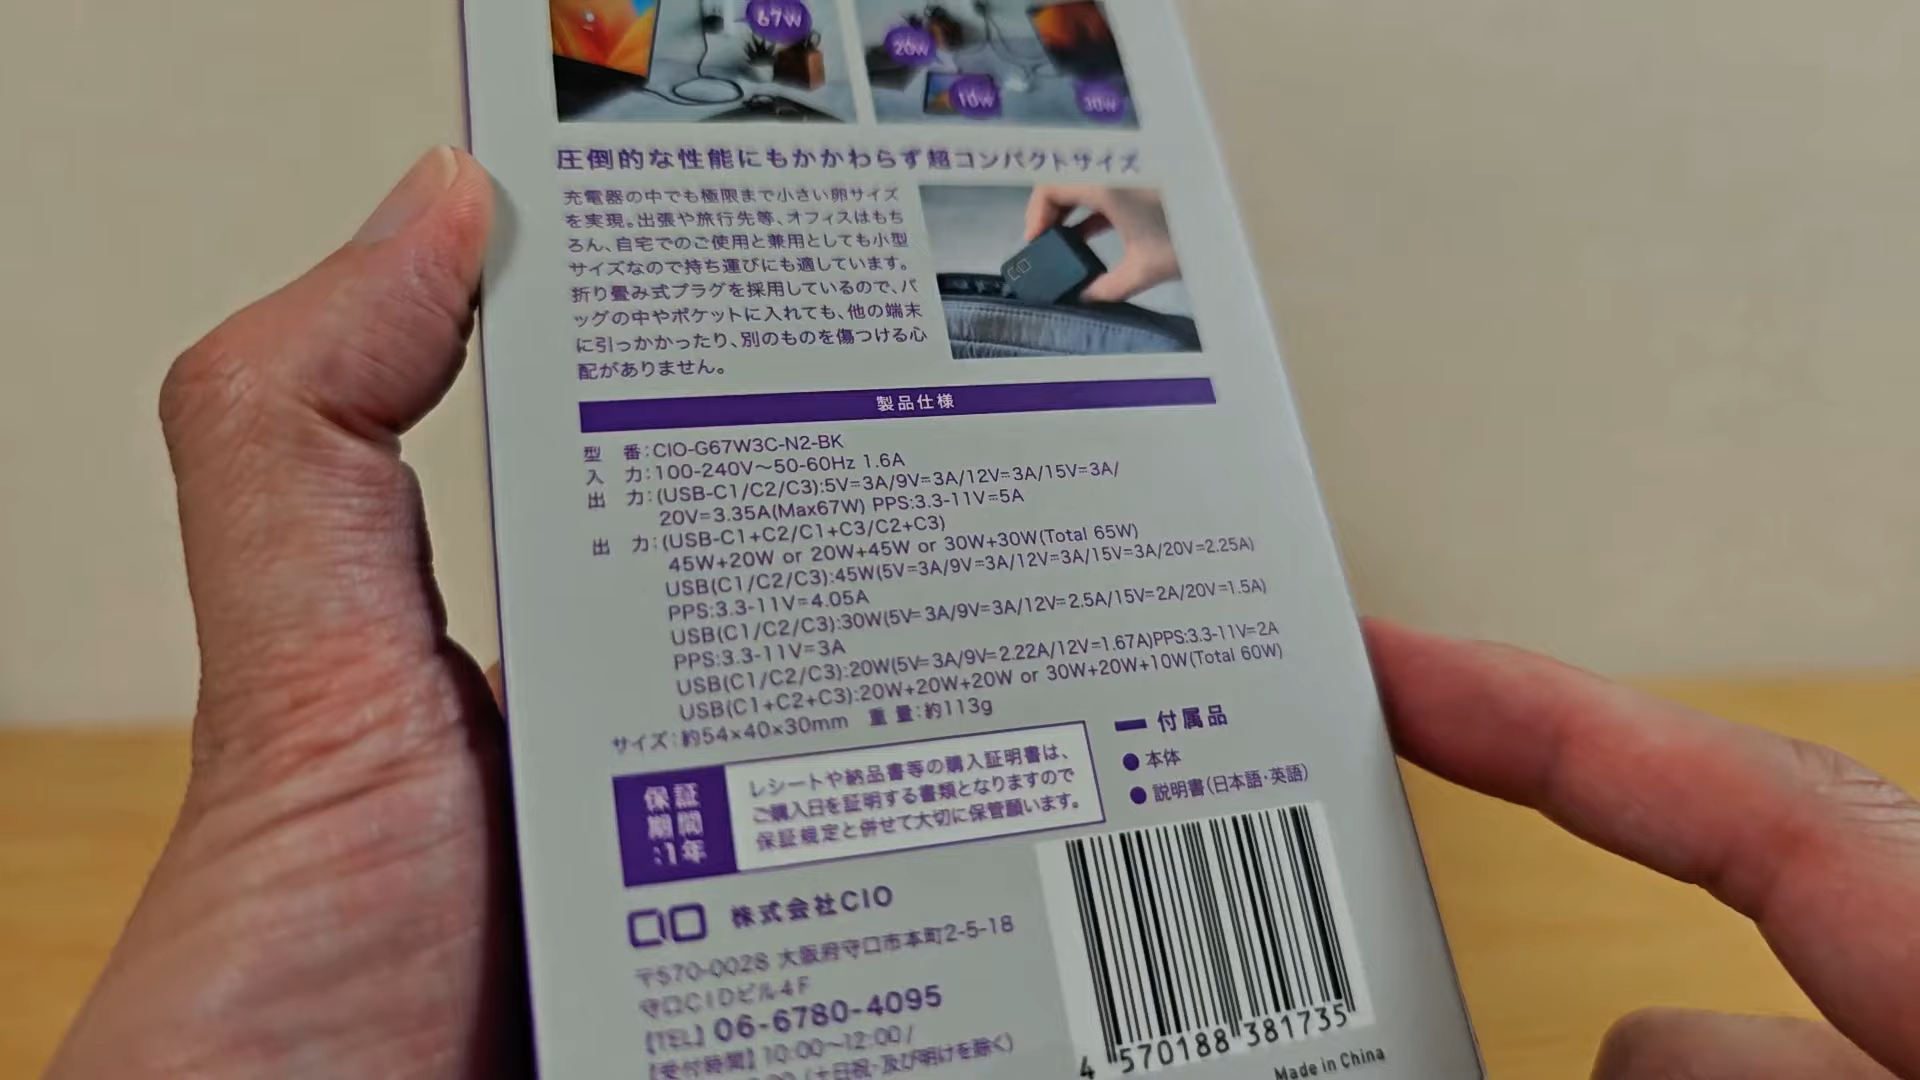 67W
20W
10W
30W
圧倒的な性能にもかかわらず超コンパクトサイズ
充電器の中でも極限まで小さい卵サイズ
を実現。出張や旅行先等、オフィスはもち
ろん、自宅でのご使用と兼用としても小型
サイズなので持ち運びにも適しています。
折り畳み式プラグを採用しているので、バ
ッグの中やポケットに入れても、他の端末
に引っかかったり、別のものを傷つける心
配がありません。
製品仕様
型 番:CIO-G67W3C-N2-BK
入 力:100-240V～50-60Hz 1.6A
出 力:(USB-C1/C2/C3):5V=3A/9V=3A/12V=3A/15V=3A/
20V=3.35A(Max67W) PPS:3.3-11V=5A
出 力:(USB-C1+C2/C1+C3/C2+C3)
45W+20W or 20W+45W or 30W+30W(Total 65W)
USB(C1/C2/C3):45W(5V=3A/9V=3A/12V=3A/15V=3A/20V=2.25A)
PPS:3.3-11V=4.05A
USB(C1/C2/C3):30W(5V=3A/9V=3A/12V=2.5A/15V=2A/20V=1.5A)
PPS:3.3-11V=3A
USB(C1/C2/C3):20W(5V=3A/9V=2.22A/12V=1.67A)PPS:3.3-11V=2A
USB(C1+C2+C3):20W+20W+20W or 30W+20W+10W(Total 60W)
サイズ:約54×40×30mm 重 量:約113g
保証
期間
:1年
レシートや納品書等の購入証明書は、
ご購入日を証明する書類となりますので
保証規定と併せて大切に保管願います。
付属品
●本体
●説明書(日本語・英語)
CIO 株式会社CIO
〒570-0028 大阪府守口市本町2-5-18
守口CIOビル4F
【TEL】06-6780-4095
【受付時間】10:00～12:00/
(土日祝・及び明けを除く)
4 570188 381735
Made in China